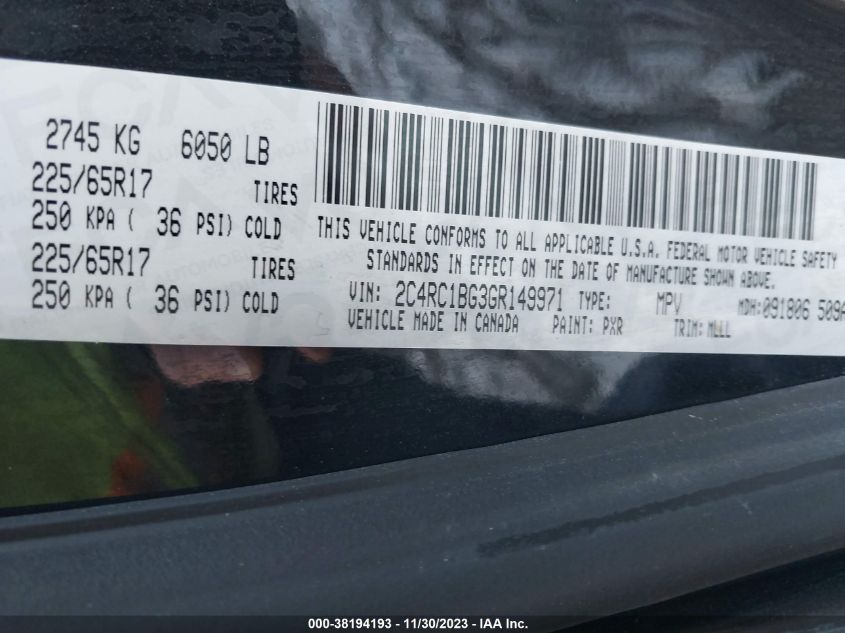 2745 KG 6050 LB
225/65R17 TIRES
250 KPA ( 36 PSI) COLD
225/65R17 TIRES
250 KPA ( 36 PSI) COLD
THIS VEHICLE CONFORMS TO ALL APPLICABLE U.S.A. FEDERAL MOTOR VEHICLE SAFETY
STANDARDS IN EFFECT ON THE DATE OF MANUFACTURE SHOWN ABOVE.
VIN: 2C4RC1BG3GR149971 TYPE: MPV MDH:091806 509A
VEHICLE MADE IN CANADA PAINT: PXR TRIM: MLLL
000-38194193 - 11/30/2023 - IAA Inc.